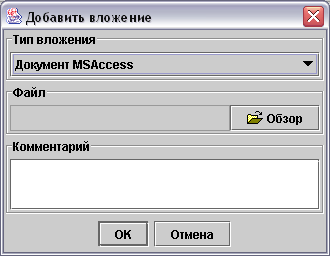 Добавить вложение
Тип вложения
Документ MSAccess
Файл
Обзор
Комментарий
OK
Отмена